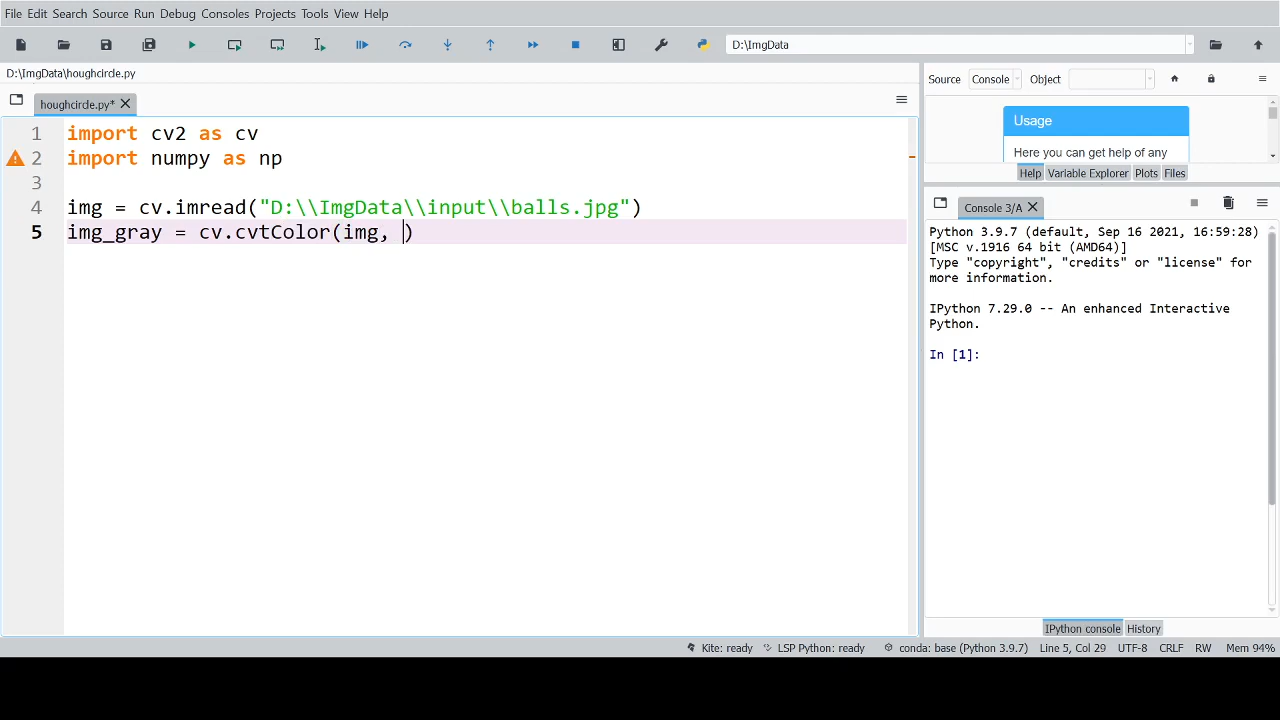 File Edit Search Source Run Debug Consoles Projects Tools View Help
D:\ImgData
D:\ImgData\houghcircle.py
houghcirde.py*
1 import cv2 as cv
2 import numpy as np
3
4 img = cv.imread("D:\\ImgData\\input\\balls.jpg")
5 img_gray = cv.cvtColor(img, )
Source Console Object
Usage
Here you can get help of any
Help Variable Explorer Plots Files
Console 3/A
Python 3.9.7 (default, Sep 16 2021, 16:59:28)
[MSC v.1916 64 bit (AMD64)]
Type "copyright", "credits" or "license" for
more information.
IPython 7.29.0 -- An enhanced Interactive
Python.
In [1]:
IPython console History
Kite: ready LSP Python: ready conda: base (Python 3.9.7) Line 5, Col 29 UTF-8 CRLF RW Mem 94%